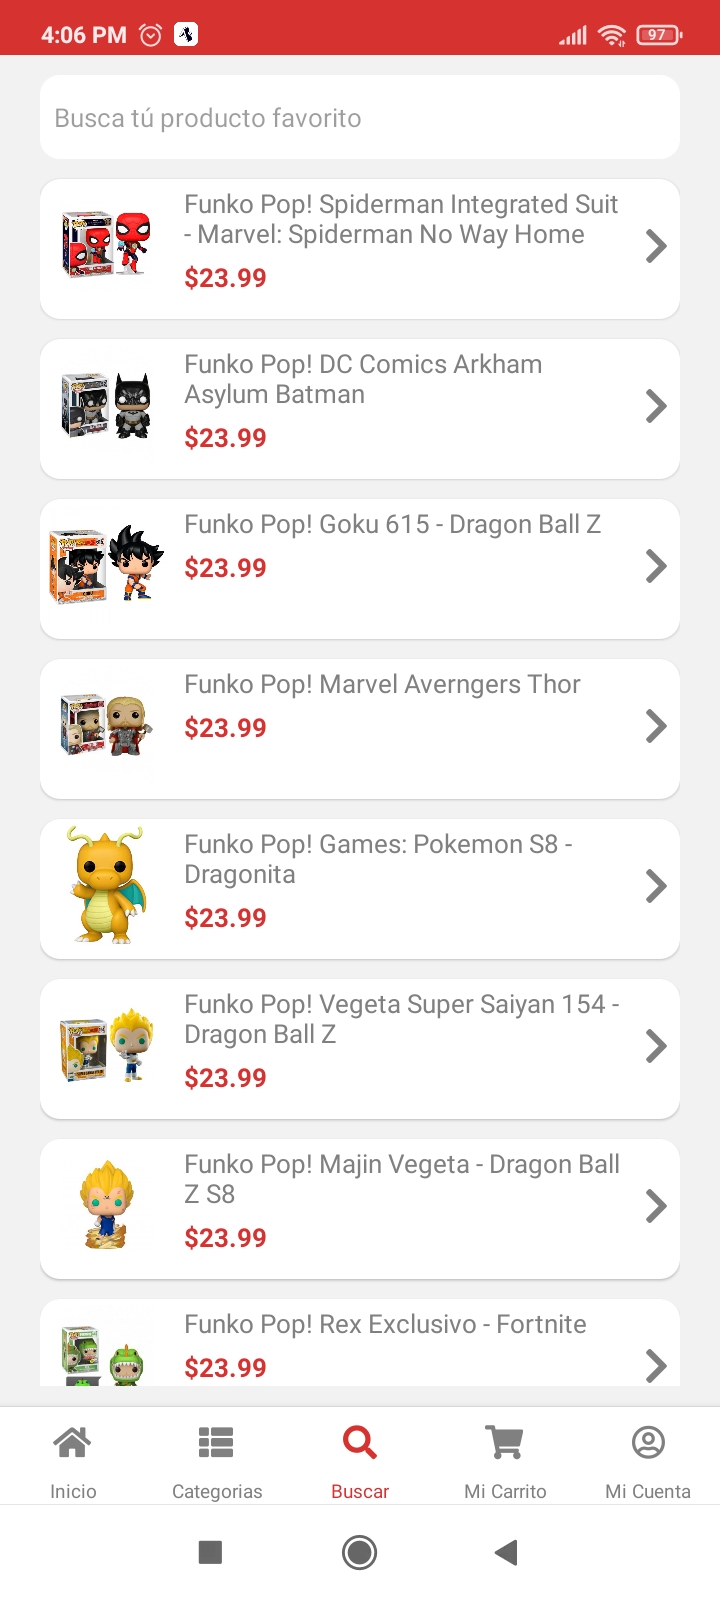 4:06 PM
97
Busca tú producto favorito
Funko Pop! Spiderman Integrated Suit
- Marvel: Spiderman No Way Home
$23.99
Funko Pop! DC Comics Arkham
Asylum Batman
$23.99
Funko Pop! Goku 615 - Dragon Ball Z
$23.99
Funko Pop! Marvel Averngers Thor
$23.99
Funko Pop! Games: Pokemon S8 -
Dragonita
$23.99
Funko Pop! Vegeta Super Saiyan 154 -
Dragon Ball Z
$23.99
Funko Pop! Majin Vegeta - Dragon Ball
Z S8
$23.99
Funko Pop! Rex Exclusivo - Fortnite
$23.99
Inicio
Categorias
Buscar
Mi Carrito
Mi Cuenta